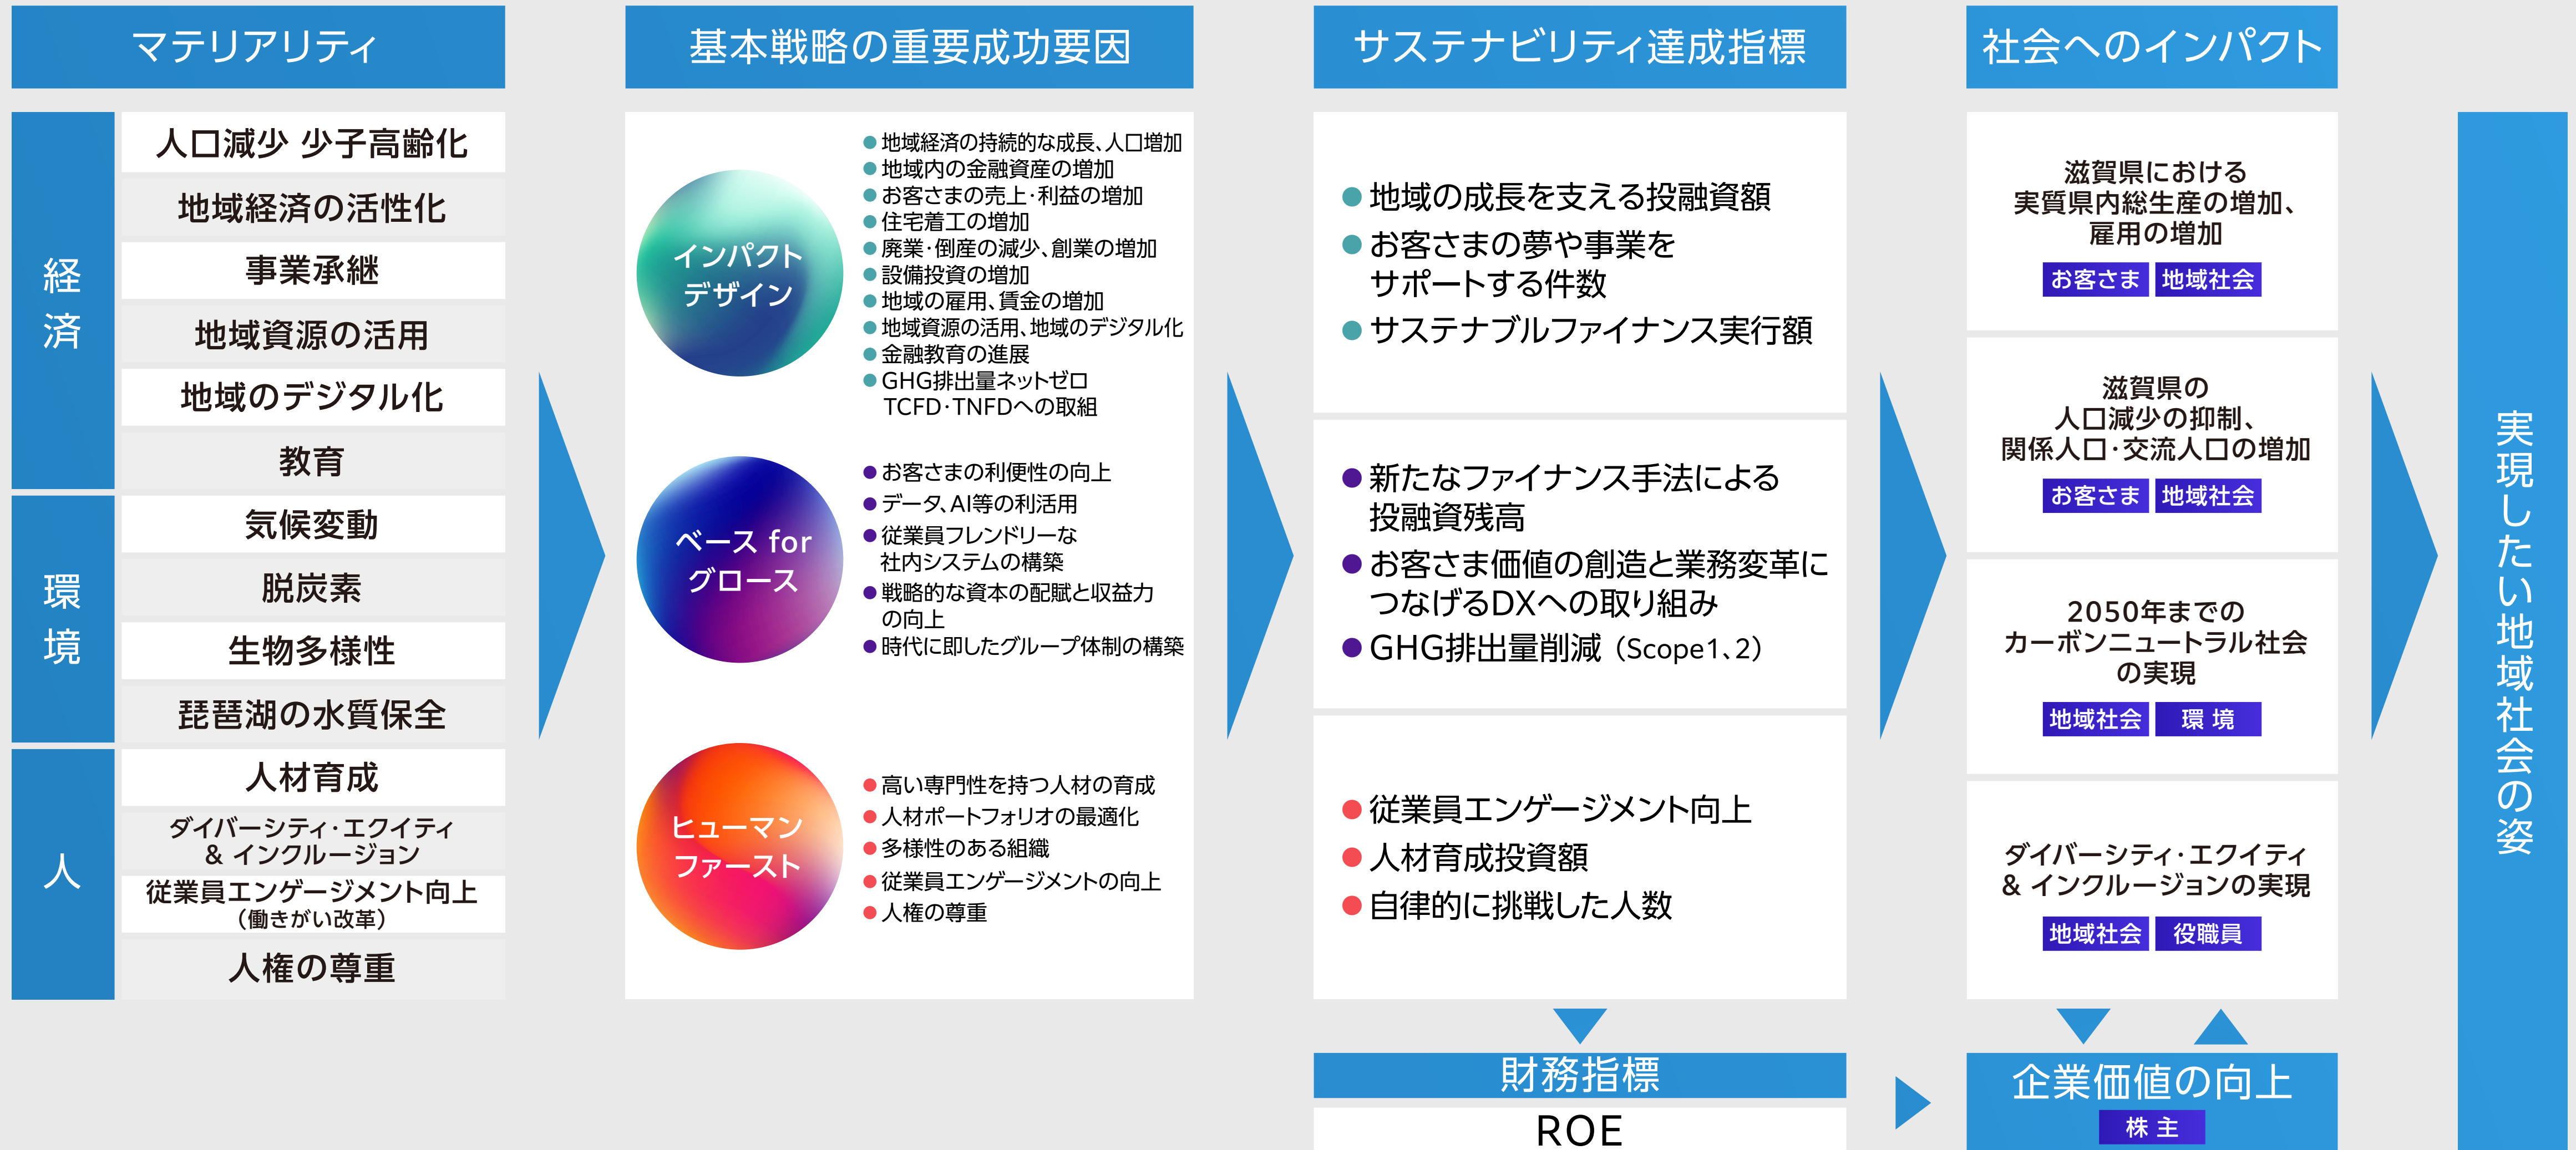 マテリアリティ
経済
人口減少 少子高齢化
地域経済の活性化
事業承継
地域資源の活用
地域のデジタル化
教育
環境
気候変動
脱炭素
生物多様性
琵琶湖の水質保全
人
人材育成
ダイバーシティ・エクイティ
& インクルージョン
従業員エンゲージメント向上
（働きがい改革）
人権の尊重
基本戦略の重要成功要因
インパクト
デザイン
●地域経済の持続的な成長、人口増加
●地域内の金融資産の増加
●お客さまの売上・利益の増加
●住宅着工の増加
●廃業・倒産の減少、創業の増加
●設備投資の増加
●地域の雇用、賃金の増加
●地域資源の活用、地域のデジタル化
●金融教育の進展
●GHG排出量ネットゼロ
TCFD・TNFDへの取組
ベース for
グロース
●お客さまの利便性の向上
●データ、AI等の利活用
●従業員フレンドリーな
社内システムの構築
●戦略的な資本の配賦と収益力
の向上
●時代に即したグループ体制の構築
ヒューマン
ファースト
●高い専門性を持つ人材の育成
●人材ポートフォリオの最適化
●多様性のある組織
●従業員エンゲージメントの向上
●人権の尊重
サステナビリティ達成指標
●地域の成長を支える投融資額
●お客さまの夢や事業を
サポートする件数
●サステナブルファイナンス実行額
●新たなファイナンス手法による
投融資残高
●お客さま価値の創造と業務変革に
つなげるDXへの取り組み
●GHG排出量削減（Scope1、2）
●従業員エンゲージメント向上
●人材育成投資額
●自律的に挑戦した人数
財務指標
ROE
社会へのインパクト
滋賀県における
実質県内総生産の増加、
雇用の増加
お客さま 地域社会
滋賀県の
人口減少の抑制、
関係人口・交流人口の増加
お客さま 地域社会
2050年までの
カーボンニュートラル社会
の実現
地域社会 環 境
ダイバーシティ・エクイティ
& インクルージョンの実現
地域社会 役職員
企業価値の向上
株 主
実現したい地域社会の姿